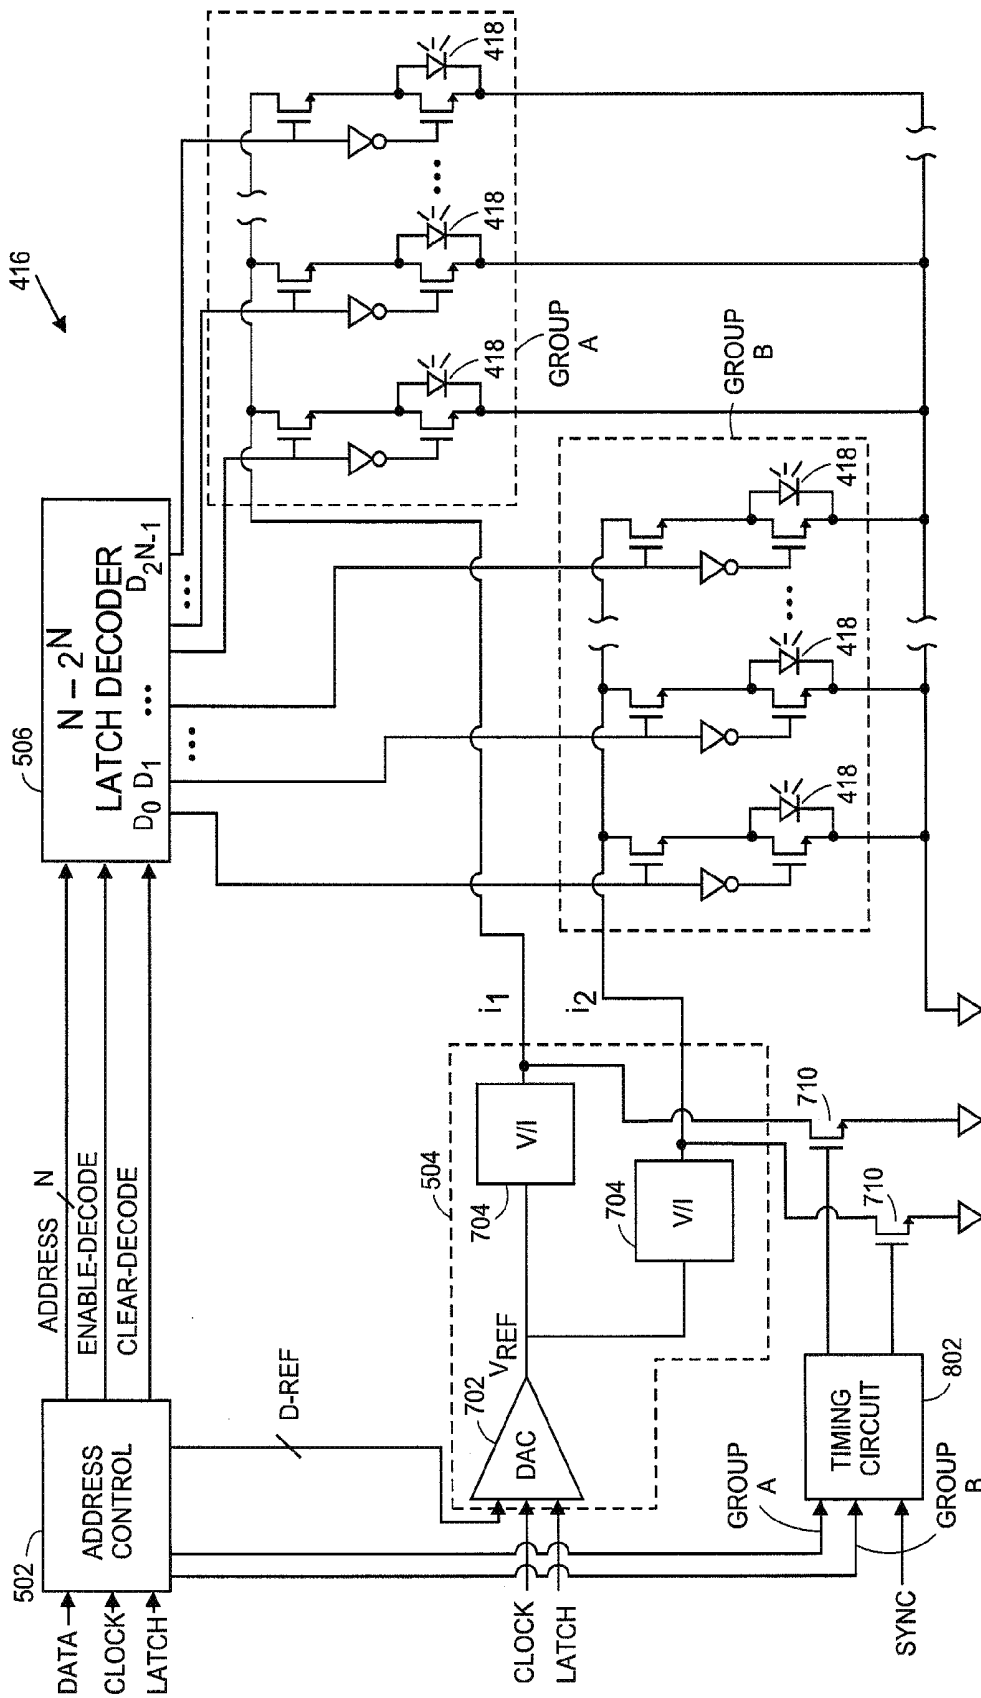 416
506
N – 2^N
LATCH DECODER
D0 D1 ... D2^N-1
...
...
502
ADDRESS
CONTROL
DATA
CLOCK
LATCH
ADDRESS N
ENABLE-DECODE
CLEAR-DECODE
D-REF
418
418
418
...
GROUP
A
GROUP
B
418
418
418
...
i1
i2
504
702
DAC
VREF
V/I
704
V/I
704
CLOCK
LATCH
710
710
GROUP
A
TIMING
CIRCUIT
802
SYNC
GROUP
B